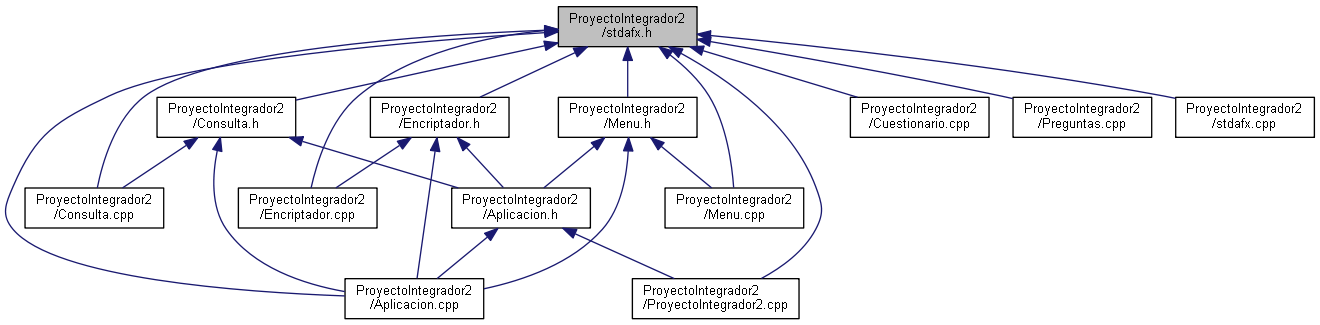 ProyectoIntegrador2
/stdafx.h
ProyectoIntegrador2
/Consulta.h
ProyectoIntegrador2
/Encriptador.h
ProyectoIntegrador2
/Menu.h
ProyectoIntegrador2
/Cuestionario.cpp
ProyectoIntegrador2
/Preguntas.cpp
ProyectoIntegrador2
/stdafx.cpp
ProyectoIntegrador2
/Consulta.cpp
ProyectoIntegrador2
/Encriptador.cpp
ProyectoIntegrador2
/Aplicacion.h
ProyectoIntegrador2
/Menu.cpp
ProyectoIntegrador2
/Aplicacion.cpp
ProyectoIntegrador2
/ProyectoIntegrador2.cpp